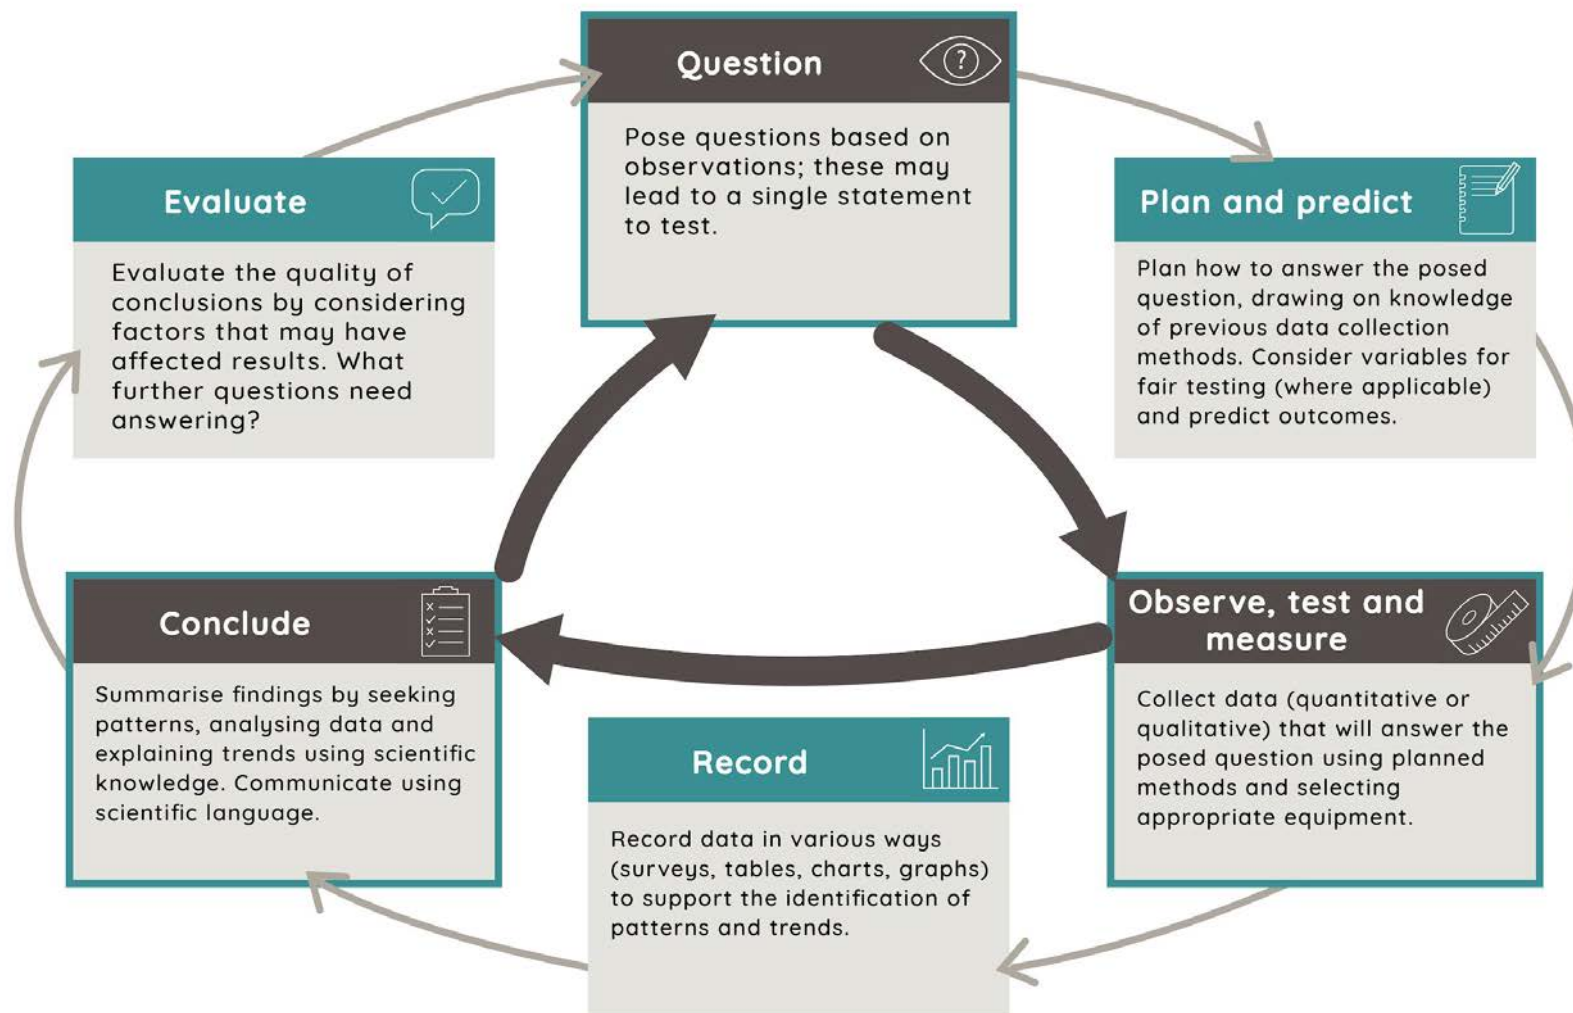 Question
?
Pose questions based on
observations; these may
lead to a single statement
to test.
Plan and predict
Plan how to answer the posed
question, drawing on knowledge
of previous data collection
methods. Consider variables for
fair testing (where applicable)
and predict outcomes.
Observe, test and
measure
Collect data (quantitative or
qualitative) that will answer the
posed question using planned
methods and selecting
appropriate equipment.
Record
Record data in various ways
(surveys, tables, charts, graphs)
to support the identification of
patterns and trends.
Conclude
Summarise findings by seeking
patterns, analysing data and
explaining trends using scientific
knowledge. Communicate using
scientific language.
Evaluate
Evaluate the quality of
conclusions by considering
factors that may have
affected results. What
further questions need
answering?